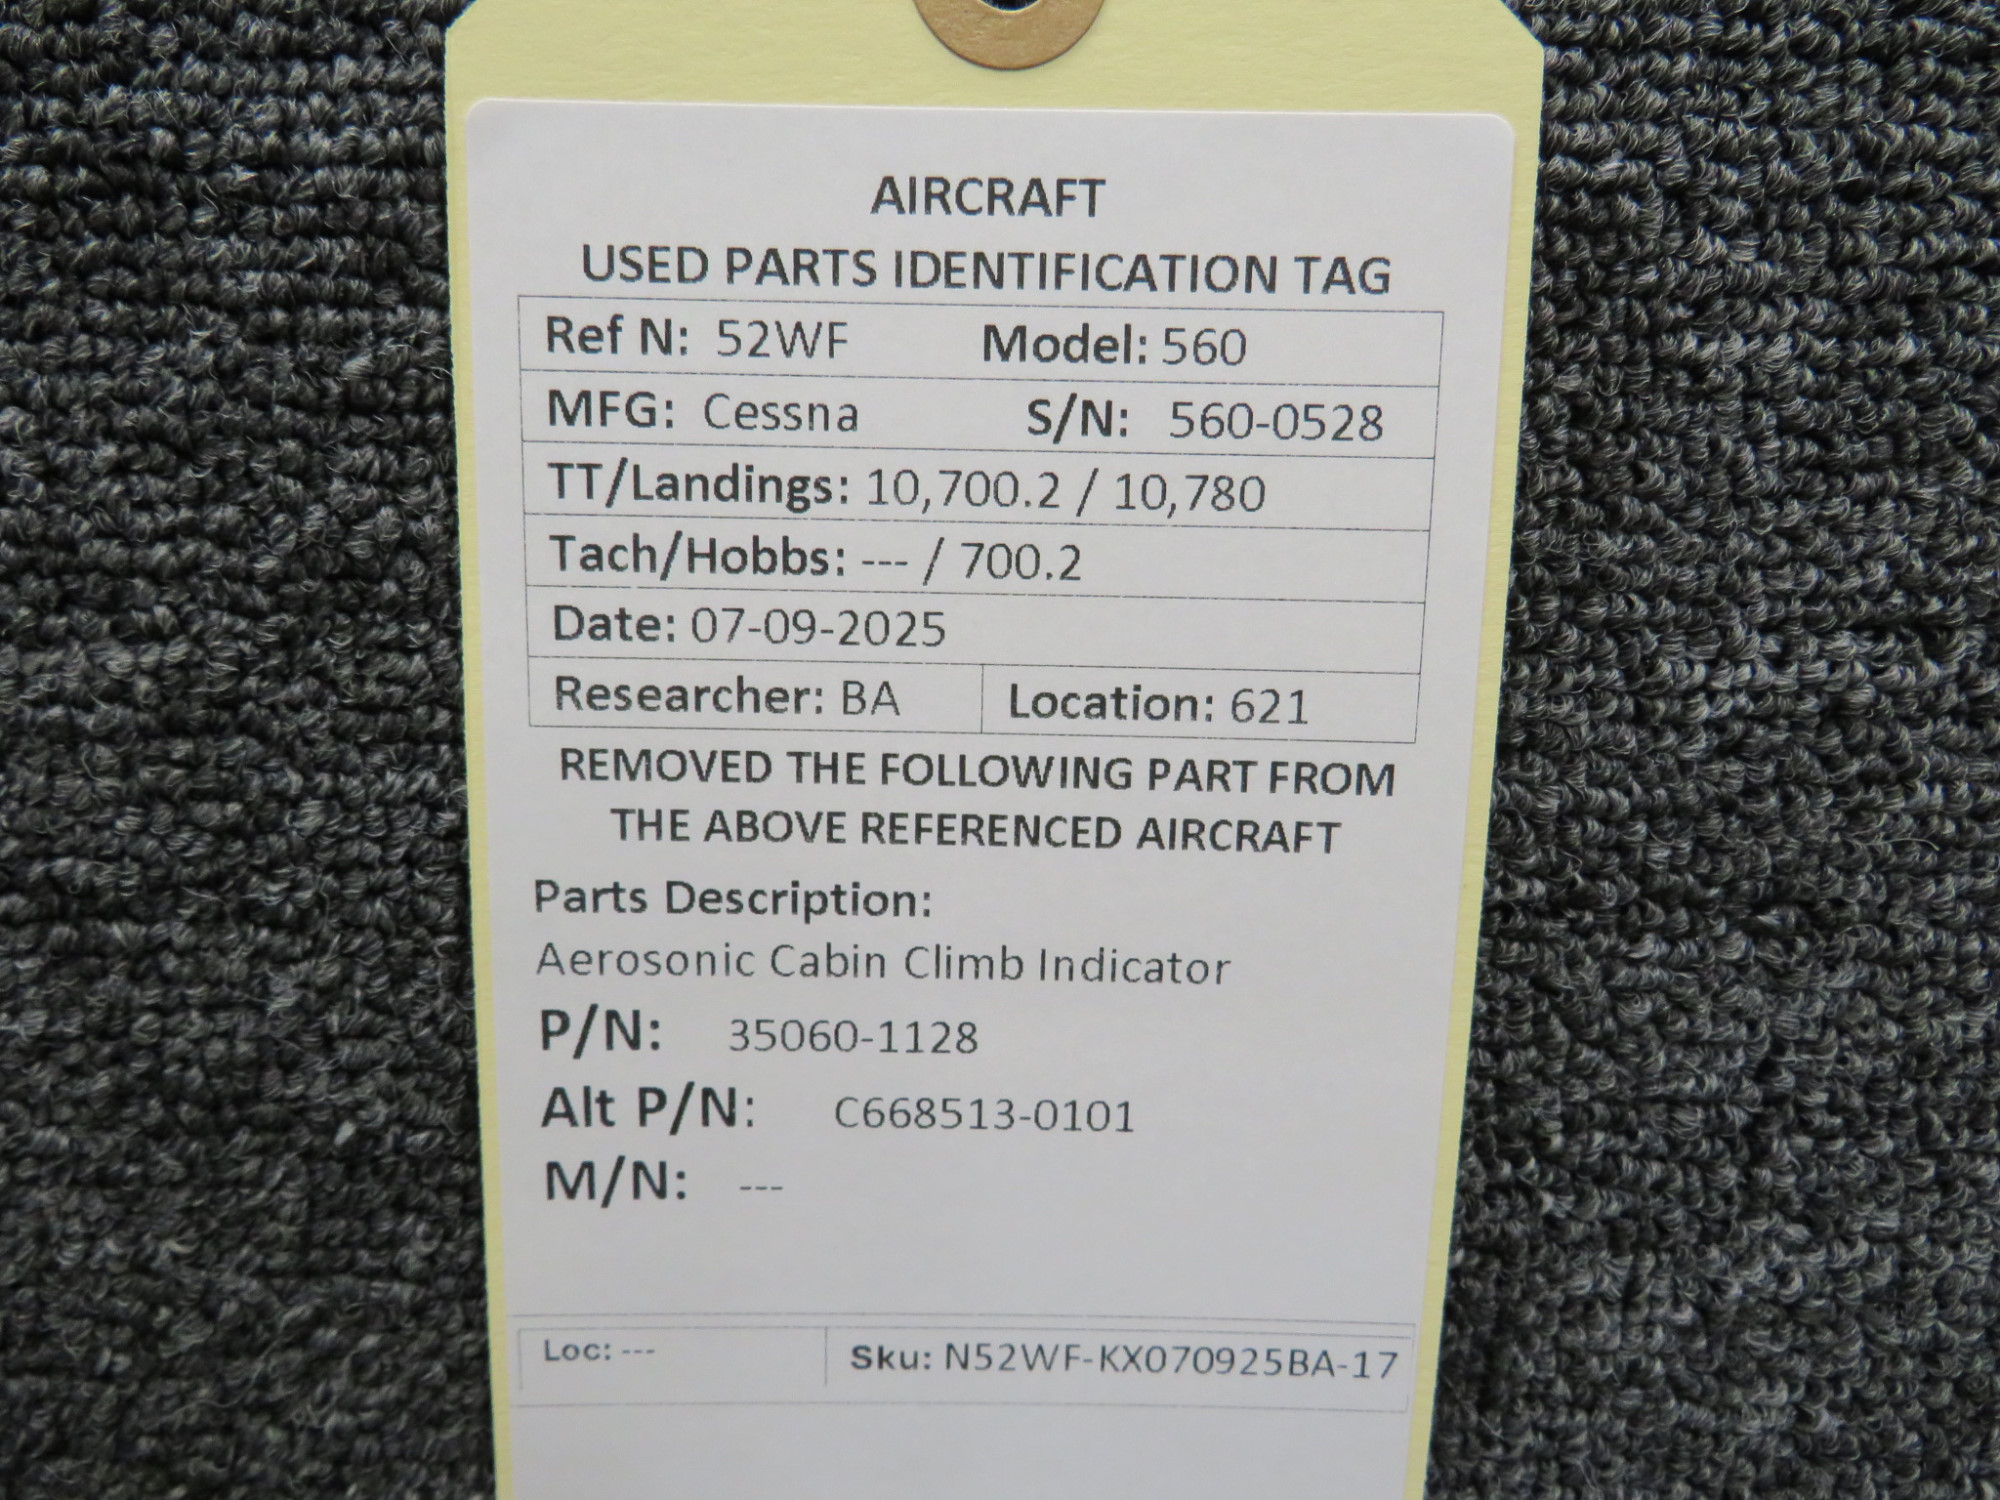 AIRCRAFT
USED PARTS IDENTIFICATION TAG
Ref N: 52WF Model: 560
MFG: Cessna S/N: 560-0528
TT/Landings: 10,700.2 / 10,780
Tach/Hobbs: --- / 700.2
Date: 07-09-2025
Researcher: BA Location: 621
REMOVED THE FOLLOWING PART FROM
THE ABOVE REFERENCED AIRCRAFT
Parts Description:
Aerosonic Cabin Climb Indicator
P/N: 35060-1128
Alt P/N: C668513-0101
M/N: ---
Loc: --- Sku: N52WF-KX070925BA-17